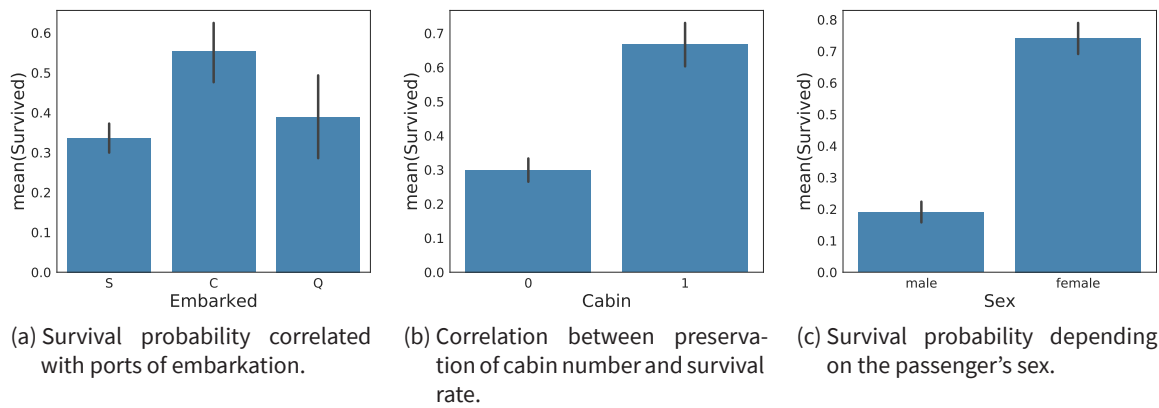 mean(Survived)
0.6
0.5
0.4
0.3
0.2
0.1
0.0
S C Q
Embarked
(a) Survival probability correlated
with ports of embarkation.
mean(Survived)
0.7
0.6
0.5
0.4
0.3
0.2
0.1
0.0
0 1
Cabin
(b) Correlation between preserva-
tion of cabin number and survival
rate.
mean(Survived)
0.8
0.7
0.6
0.5
0.4
0.3
0.2
0.1
0.0
male female
Sex
(c) Survival probability depending
on the passenger’s sex.